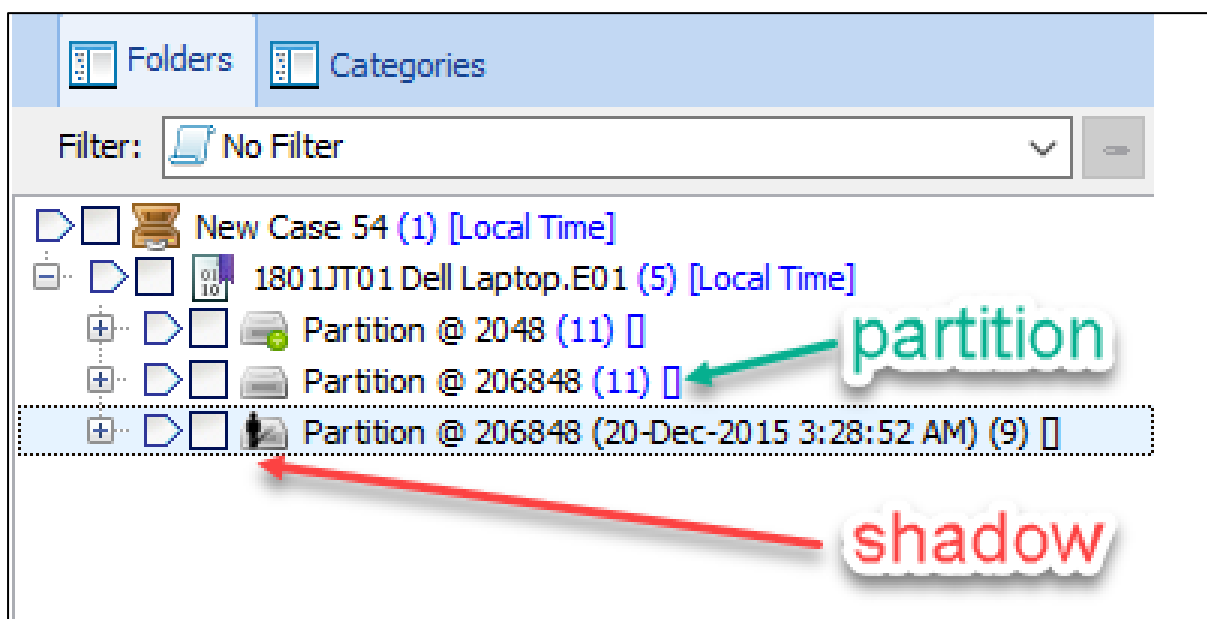 Folders Categories
Filter: No Filter
New Case 54 (1) [Local Time]
1801JT01 Dell Laptop.E01 (5) [Local Time]
Partition @ 2048 (11) []
partition
Partition @ 206848 (11) []
Partition @ 206848 (20-Dec-2015 3:28:52 AM) (9) []
shadow